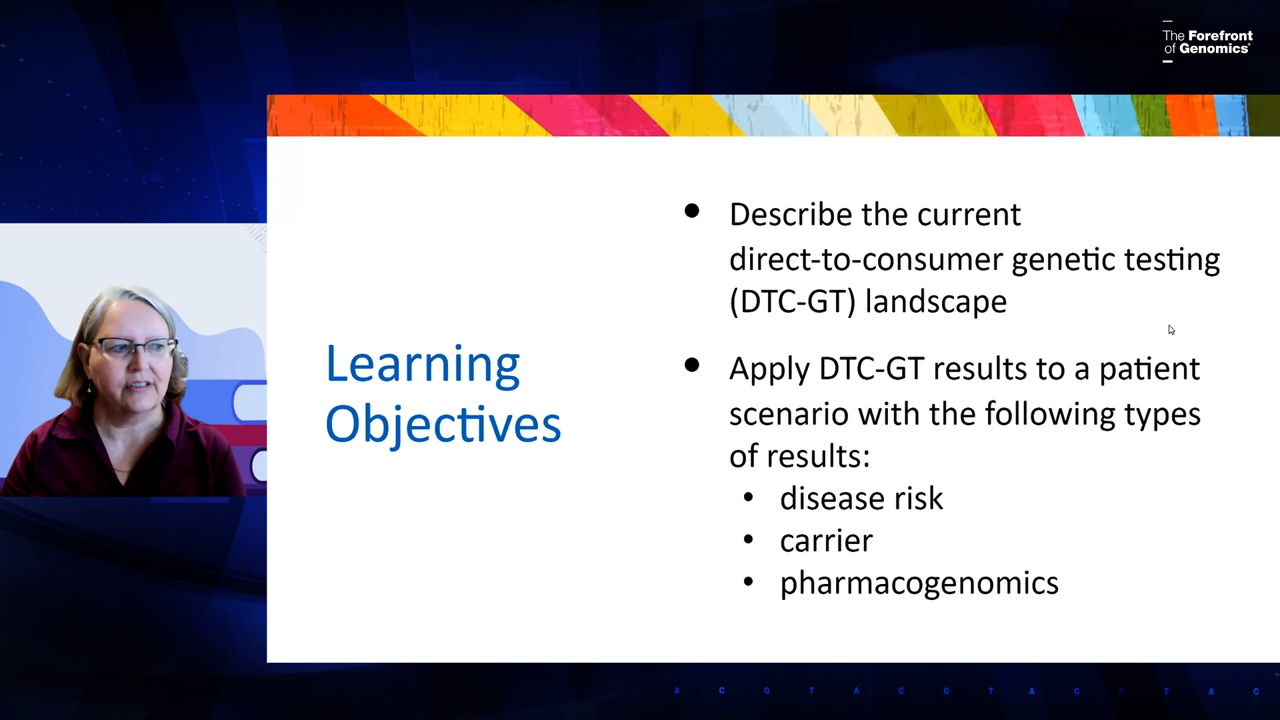 The Forefront
of Genomics®
Learning
Objectives
• Describe the current
direct-to-consumer genetic testing
(DTC-GT) landscape
• Apply DTC-GT results to a patient
scenario with the following types
of results:
• disease risk
• carrier
• pharmacogenomics
A C G T A C G T A C G T A C